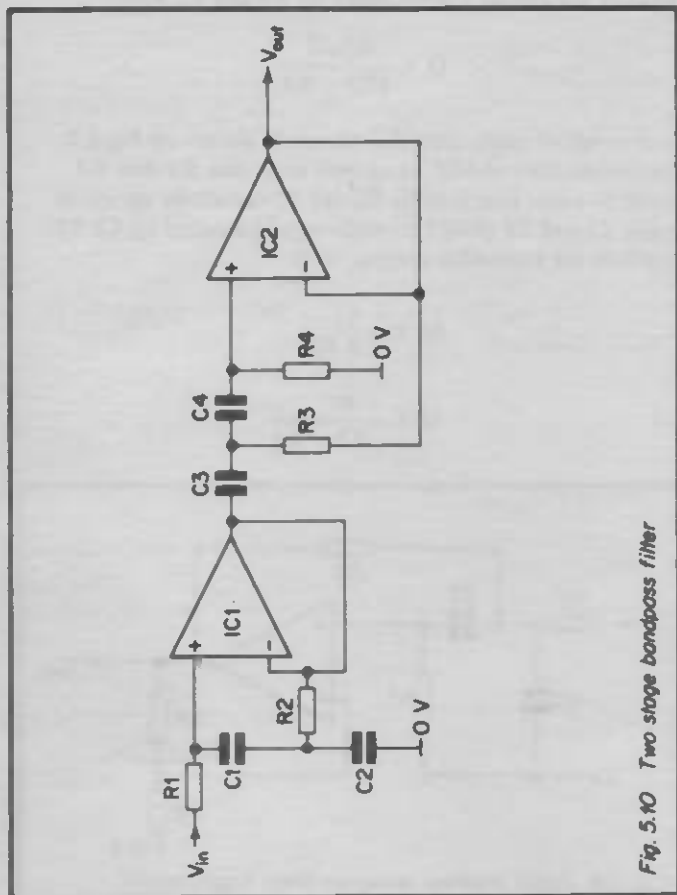 Vin
R1
C1
C2
0 V
R2
+
IC1
-
C3
C4
R3
R4
0 V
+
IC2
-
Vout
Fig. 5.10 Two stage bandpass filter